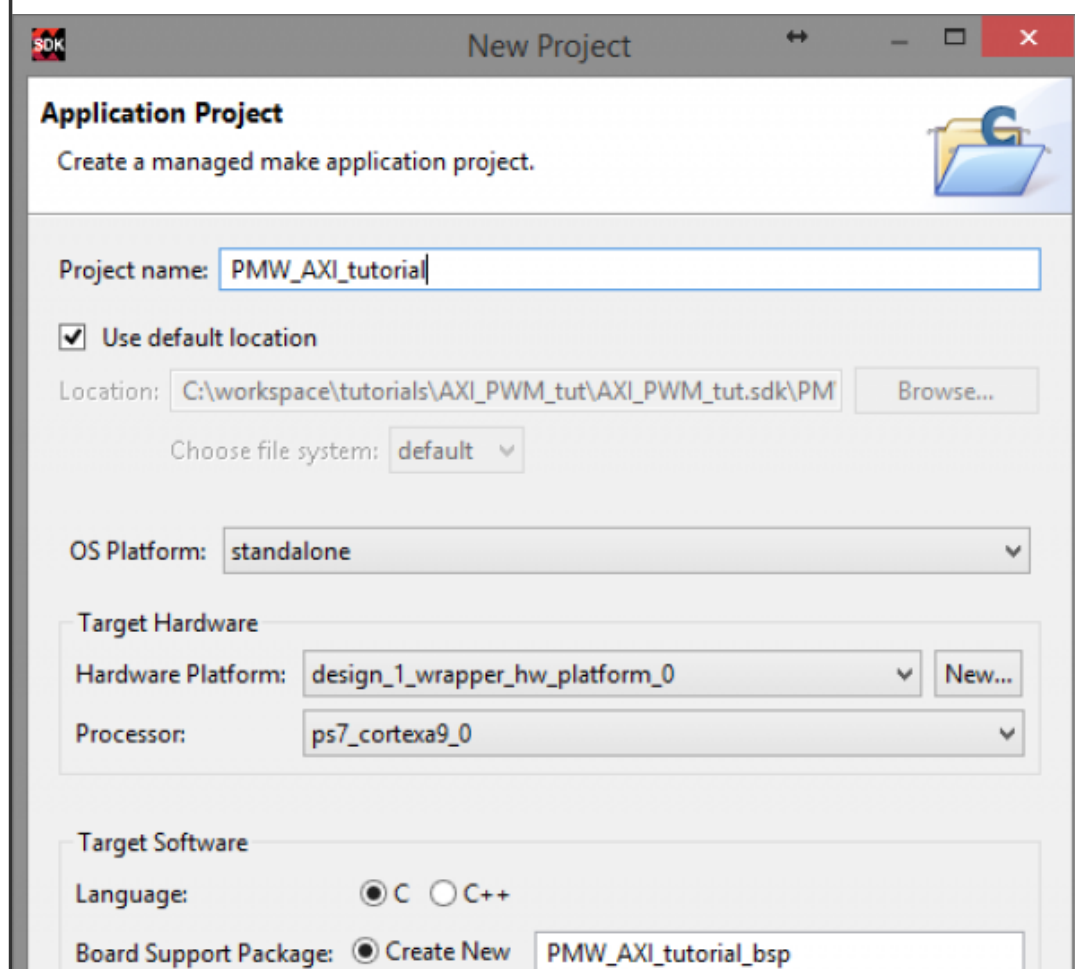 SDK
New Project
Application Project
Create a managed make application project.
Project name: PMW_AXI_tutorial
Use default location
Location: C:\workspace\tutorials\AXI_PWM_tut\AXI_PWM_tut.sdk\PM Browse...
Choose file system: default
OS Platform: standalone
Target Hardware
Hardware Platform: design_1_wrapper_hw_platform_0 New...
Processor: ps7_cortexa9_0
Target Software
Language: C C++
Board Support Package: Create New PMW_AXI_tutorial_bsp